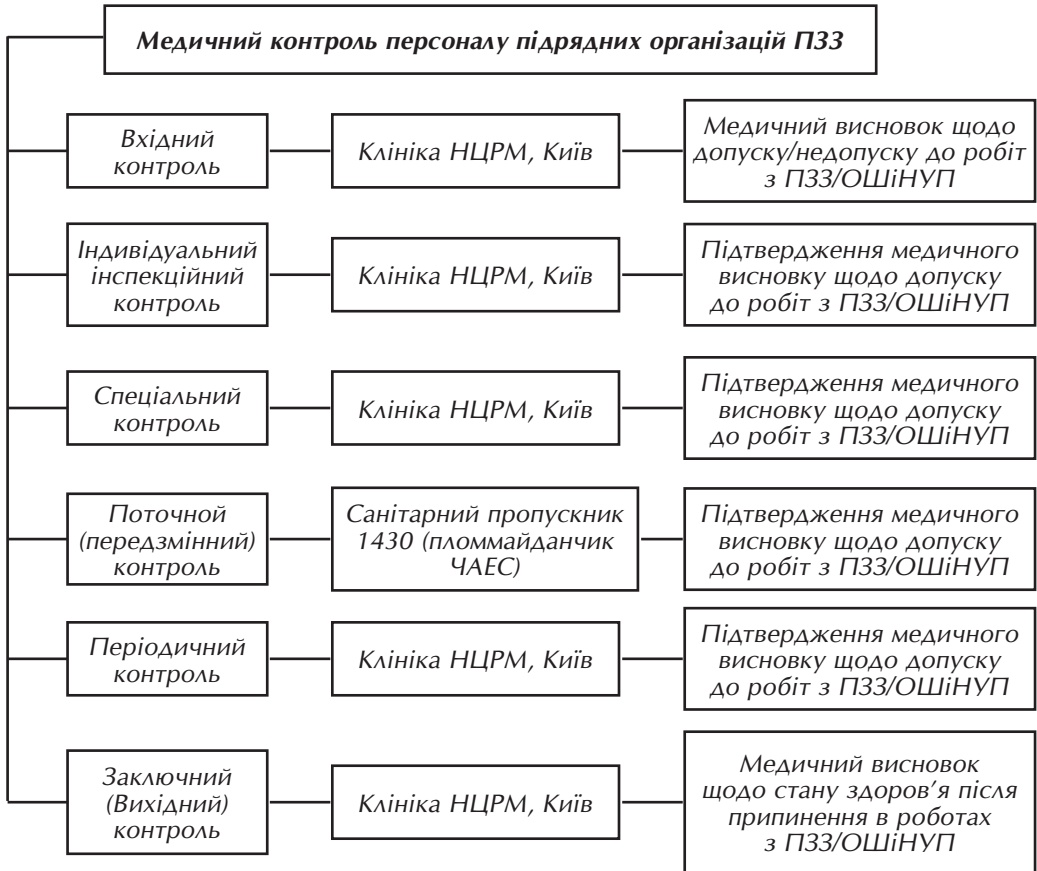 Медичний контроль персоналу підрядних організацій ПЗЗ
Вхідний
контроль
Клініка НЦРМ, Київ
Медичний висновок щодо
допуску/недопуску до робіт
з ПЗЗ/ОШіНУП
Індивідуальний
інспекційний
контроль
Клініка НЦРМ, Київ
Підтвердження медичного
висновку щодо допуску
до робіт з ПЗЗ/ОШіНУП
Спеціальний
контроль
Клініка НЦРМ, Київ
Підтвердження медичного
висновку щодо допуску
до робіт з ПЗЗ/ОШіНУП
Поточной
(передзмінний)
контроль
Санітарний пропускник
1430 (пломмайданчик
ЧАЕС)
Підтвердження медичного
висновку щодо допуску
до робіт з ПЗЗ/ОШіНУП
Періодичний
контроль
Клініка НЦРМ, Київ
Підтвердження медичного
висновку щодо допуску
до робіт з ПЗЗ/ОШіНУП
Заключний
(Вихідний)
контроль
Клініка НЦРМ, Київ
Медичний висновок
щодо стану здоров’я після
припинення в роботах
з ПЗЗ/ОШіНУП